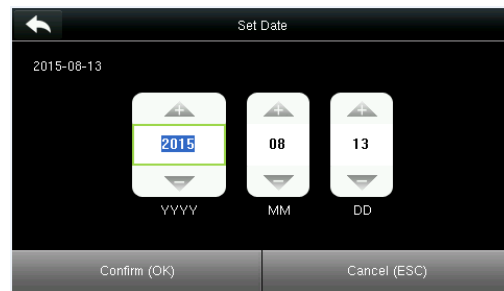 Set Date
2015-08-13
2015 08 13
YYYY MM DD
Confirm (OK) Cancel (ESC)